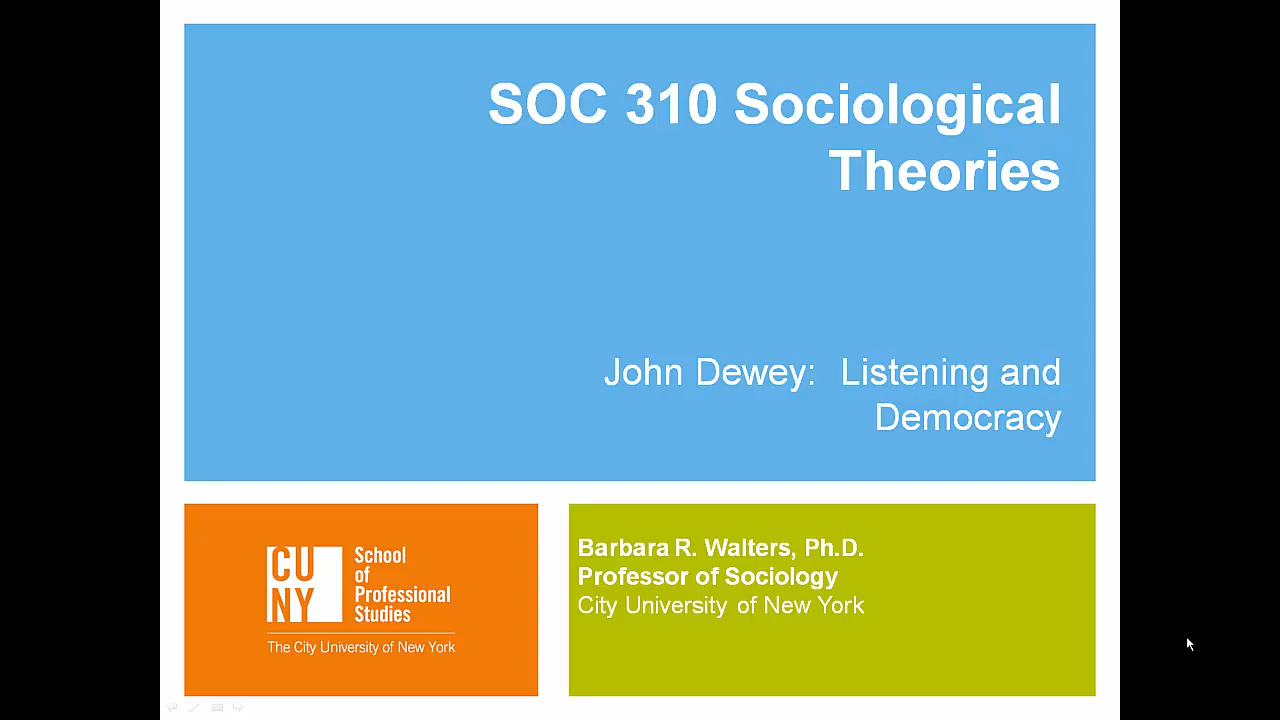 SOC 310 Sociological
Theories
John Dewey:  Listening and
Democracy
CU
NY
School
of
Professional
Studies
The City University of New York
Barbara R. Walters, Ph.D.
Professor of Sociology
City University of New York